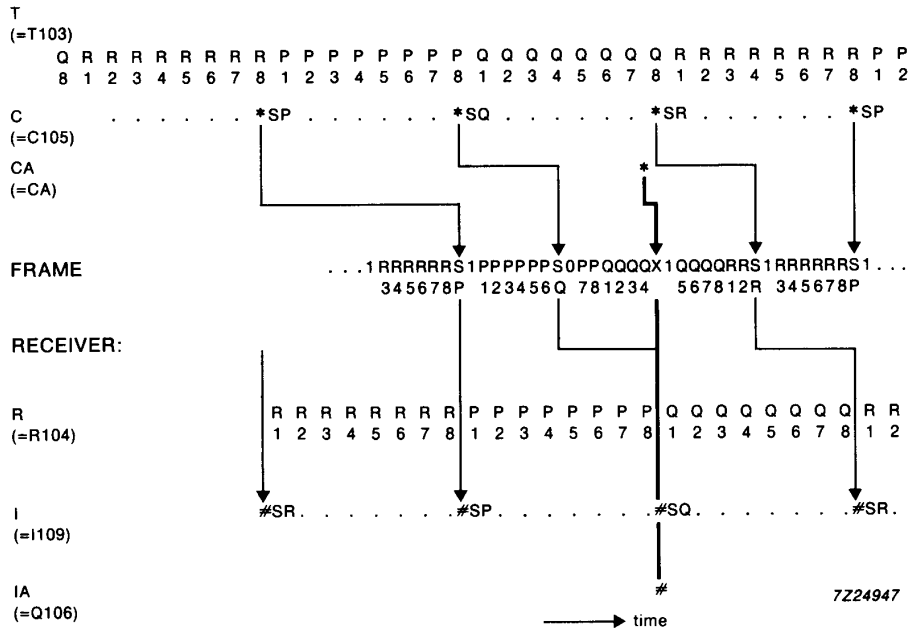 T
(=T103)
Q R R R R R R R R P P P P P P P P Q Q Q Q Q Q Q Q R R R R R R R R P P
8 1 2 3 4 5 6 7 8 1 2 3 4 5 6 7 8 1 2 3 4 5 6 7 8 1 2 3 4 5 6 7 8 1 2
C . . . . . . *SP . . . . . . . *SQ . . . . . . . *SR . . . . . . . *SP . .
(=C105)
CA
(=CA)
*
FRAME . . . 1 RRRRRRS1PPPPPPS0PPQQQQX1QQQQRRS1RRRRRRS1 . . .
345678P 123456Q 781234 567812R 345678P
RECEIVER:
R R R R R R R R P P P P P P P P Q Q Q Q Q Q Q Q R R
R
(=R104)
1 2 3 4 5 6 7 8 1 2 3 4 5 6 7 8 1 2 3 4 5 6 7 8 1 2
I #SR . . . . . . . #SP . . . . . . . #SQ . . . . . . . #SR .
(=I109)
IA #
(=Q106)
7Z24947
time